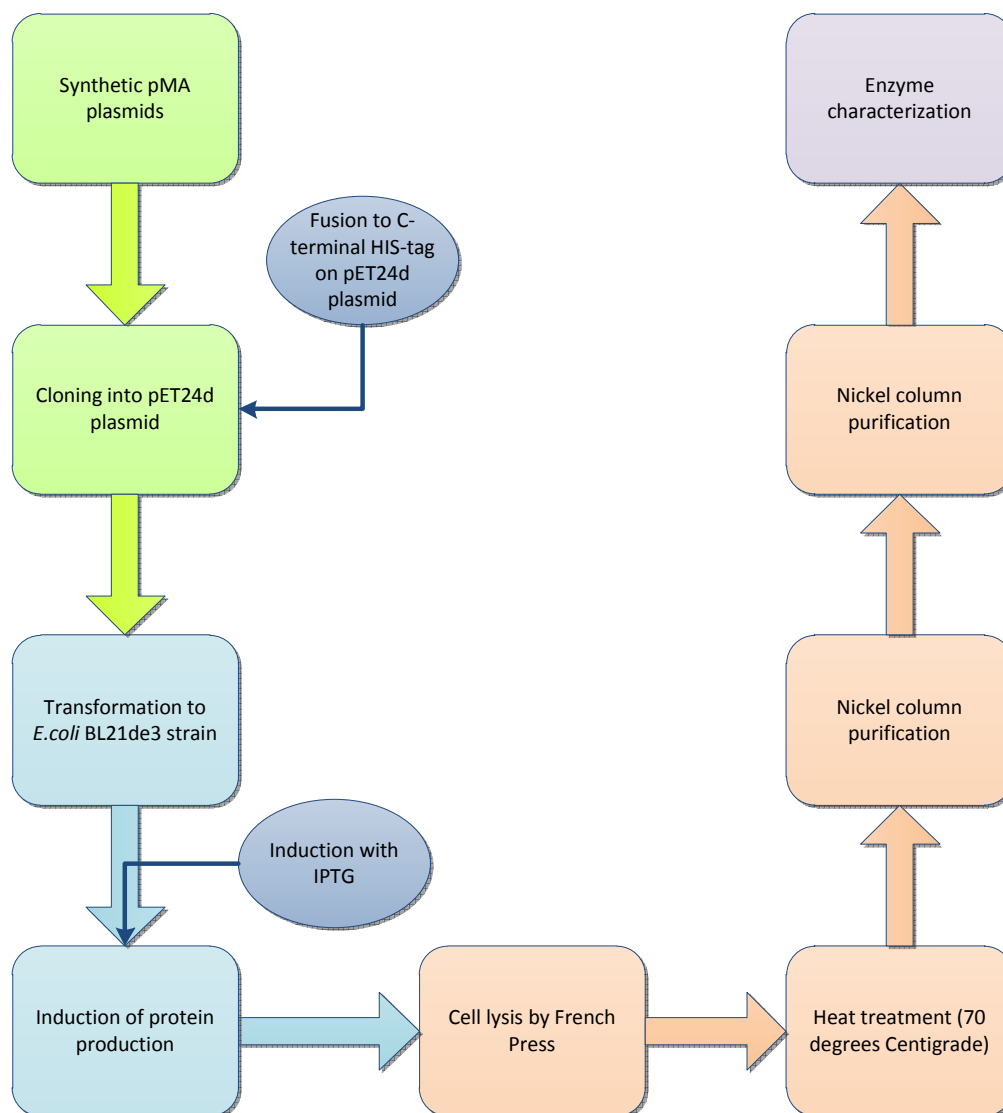 Synthetic pMA
plasmids
Fusion to C-
terminal HIS-tag
on pET24d
plasmid
Cloning into pET24d
plasmid
Transformation to
E.coli BL21de3 strain
Induction with
IPTG
Induction of protein
production
Cell lysis by French
Press
Heat treatment (70
degrees Centigrade)
Nickel column
purification
Nickel column
purification
Enzyme
characterization